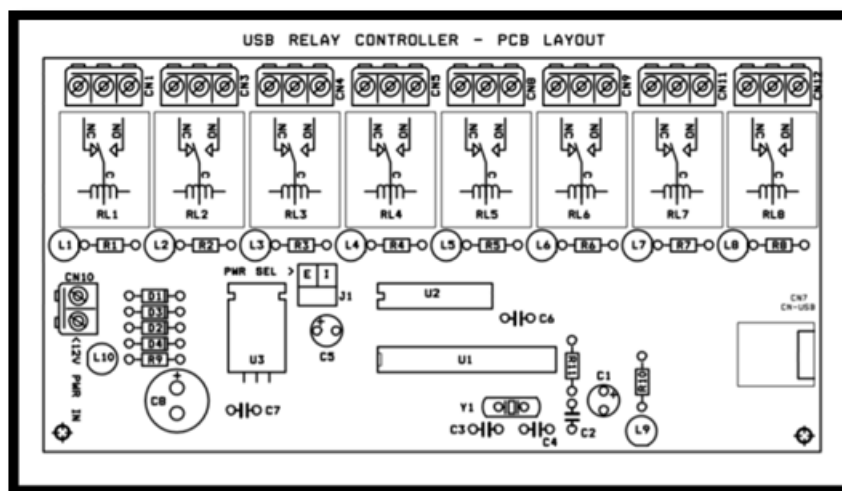 USB RELAY CONTROLLER - PCB LAYOUT
CN1 CN3 CN4 CN5 CN8 CN9 CN11 CN12
NC NO NC NO NC NO NC NO NC NO NC NO NC NO NC NO
C C C C C C C C
RL1 RL2 RL3 RL4 RL5 RL6 RL7 RL8
L1 R1 L2 R2 L3 R3 L4 R4 L5 R5 L6 R6 L7 R7 L8 R8
CN10 PWR SEL > E I
J1
D1 U2 CN7
D3 CN-USB
D2 C6
C5
D4 L10 R9 U3 U1 R11 C1 R10
<12V PWR IN
C8 C7 Y1
C3 C4 C2 L9